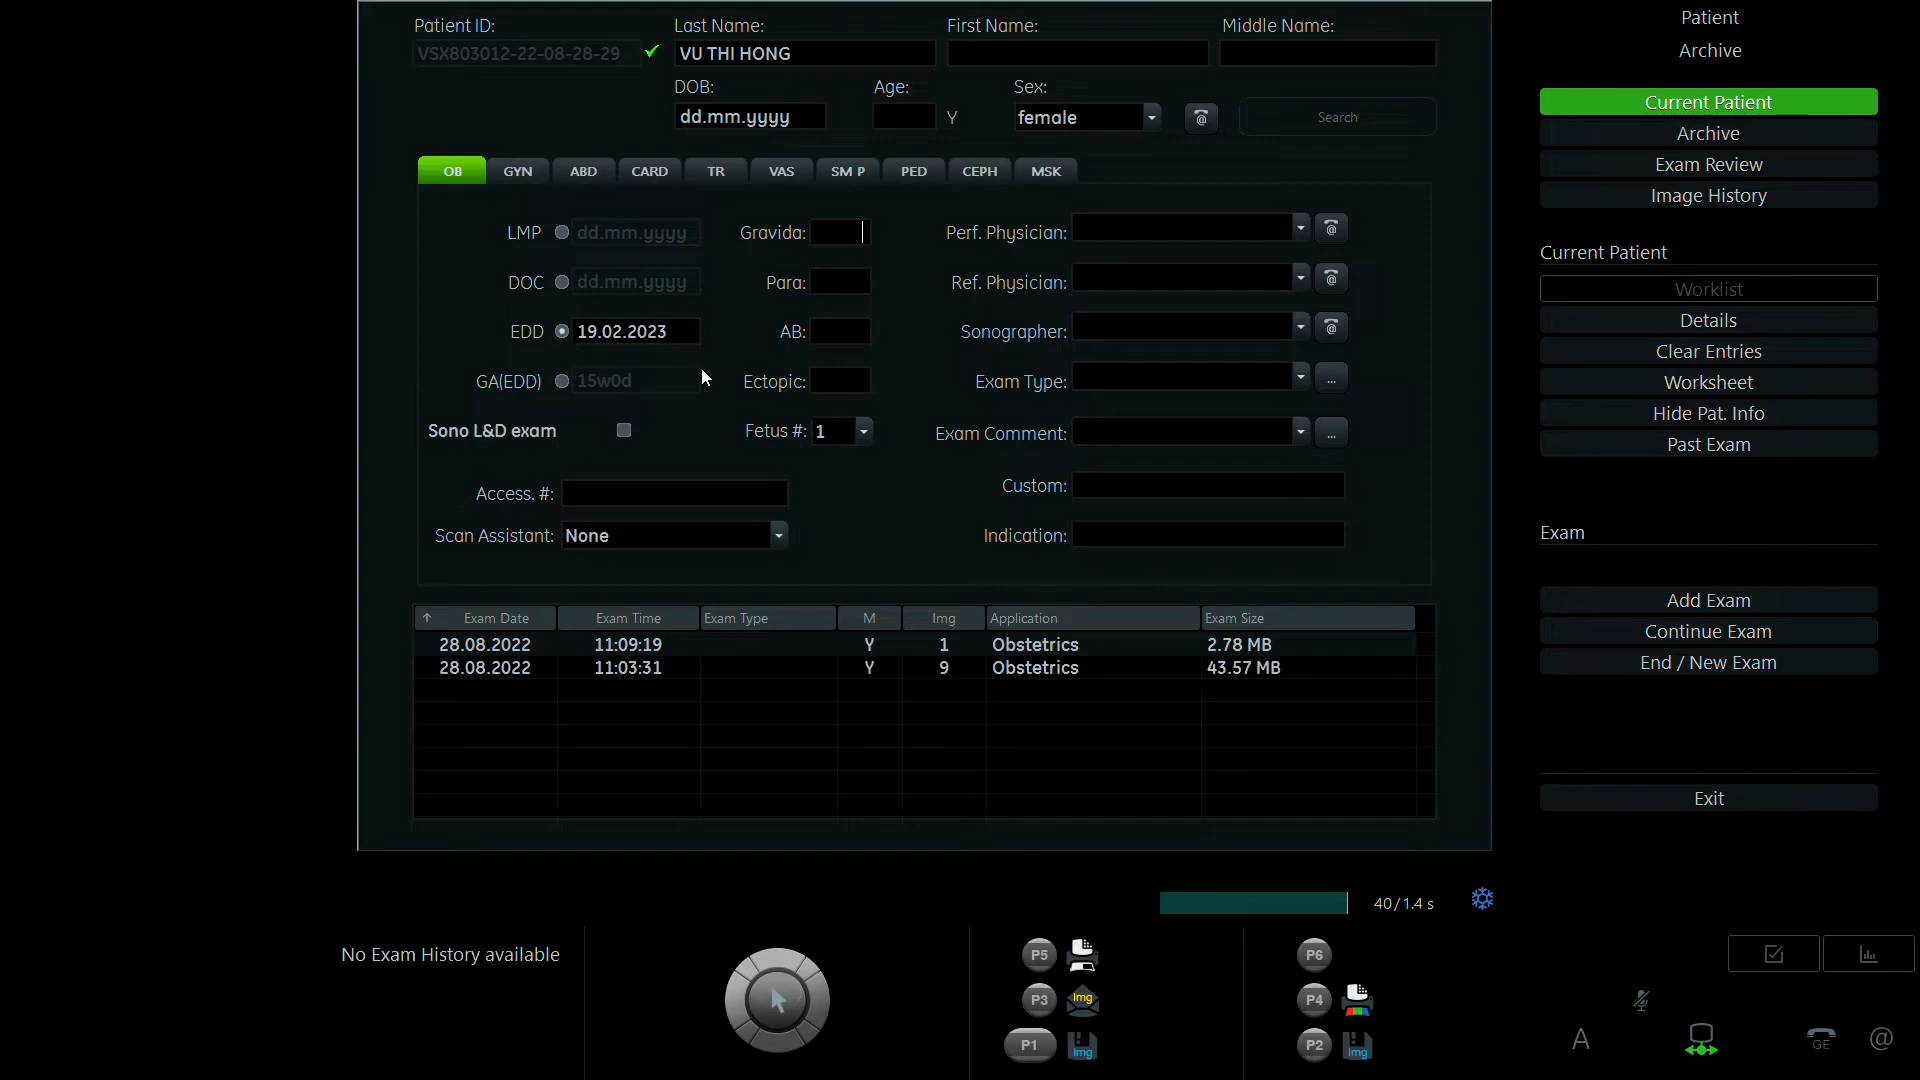 Patient ID: Last Name: First Name: Middle Name:
VSX803012-22-08-28-29 VU THI HONG
DOB: Age: Sex:
dd.mm.yyyy Y female @ Search
OB GYN ABD CARD TR VAS SM P PED CEPH MSK
LMP dd.mm.yyyy Gravida: Perf. Physician: @
DOC dd.mm.yyyy Para: Ref. Physician: @
EDD 19.02.2023 AB: Sonographer: @
GA(EDD) 15w0d Ectopic: Exam Type: ...
Sono L&D exam Fetus #: 1 Exam Comment: ...
Access. #: Custom:
Scan Assistant: None Indication:
↑ Exam Date Exam Time Exam Type M Img Application Exam Size
28.08.2022 11:09:19 Y 1 Obstetrics 2.78 MB
28.08.2022 11:03:31 Y 9 Obstetrics 43.57 MB
Patient
Archive
Current Patient
Archive
Exam Review
Image History
Current Patient
Worklist
Details
Clear Entries
Worksheet
Hide Pat. Info
Past Exam
Exam
Add Exam
Continue Exam
End / New Exam
Exit
40/1.4 s
No Exam History available
P5 P6
P3 Img P4
P1 Img P2 Img
A GE @